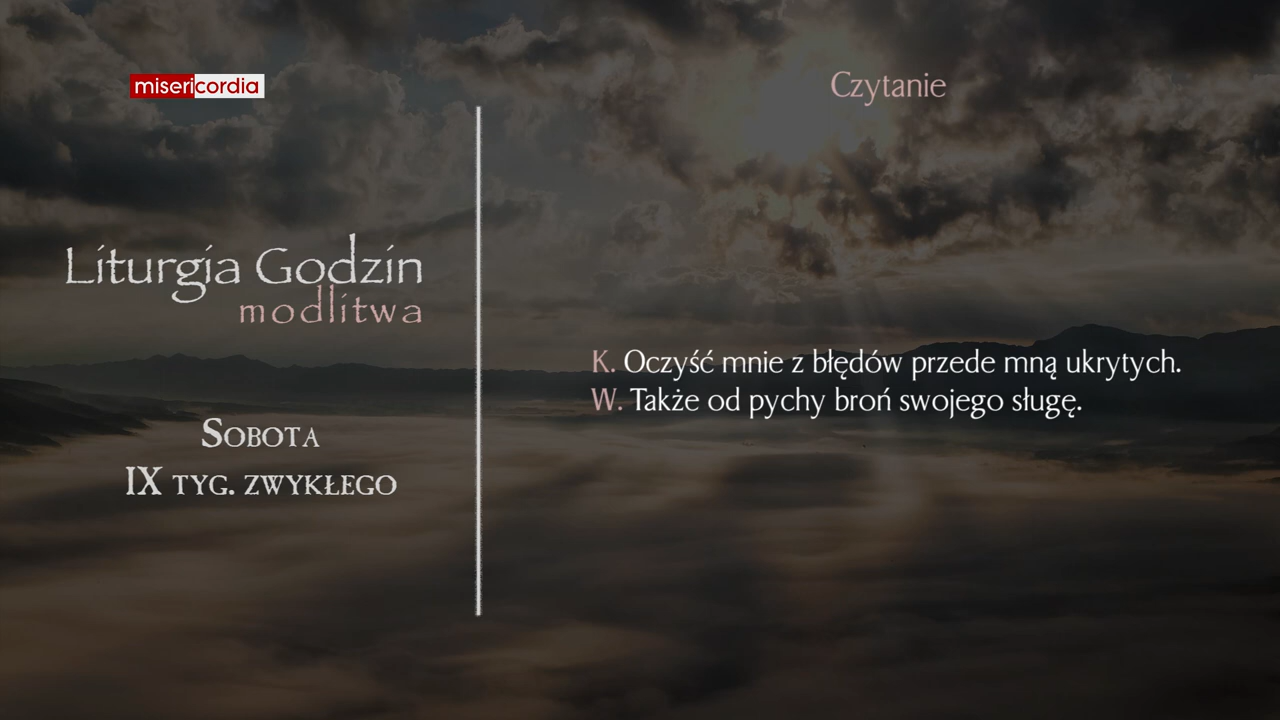 misericordia
Czytanie
Liturgia Godzin
modlitwa
K. Oczyść mnie z błędów przede mną ukrytych.
W. Także od pychy broń swojego sługę.
Sobota
IX tyg. zwykłego